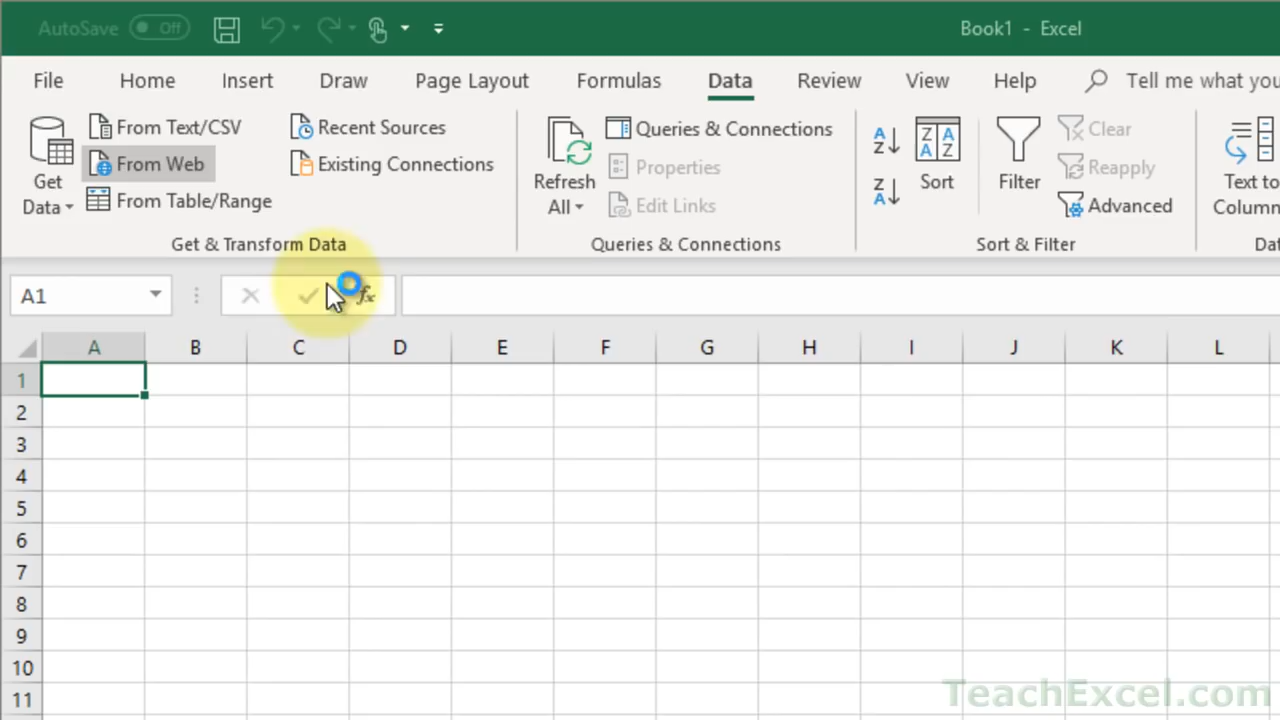 AutoSave Off
Book1 - Excel
File Home Insert Draw Page Layout Formulas Data Review View Help Tell me what you
Get Data
From Text/CSV
From Web
From Table/Range
Recent Sources
Existing Connections
Get & Transform Data
Refresh All
Queries & Connections
Properties
Edit Links
Queries & Connections
A Z
Z A
Z A A Z
Sort
Filter
Clear
Reapply
Advanced
Sort & Filter
Text to
Column
Dat
A1
fx
A B C D E F G H I J K L
1
2
3
4
5
6
7
8
9
10
11
TeachExcel.com